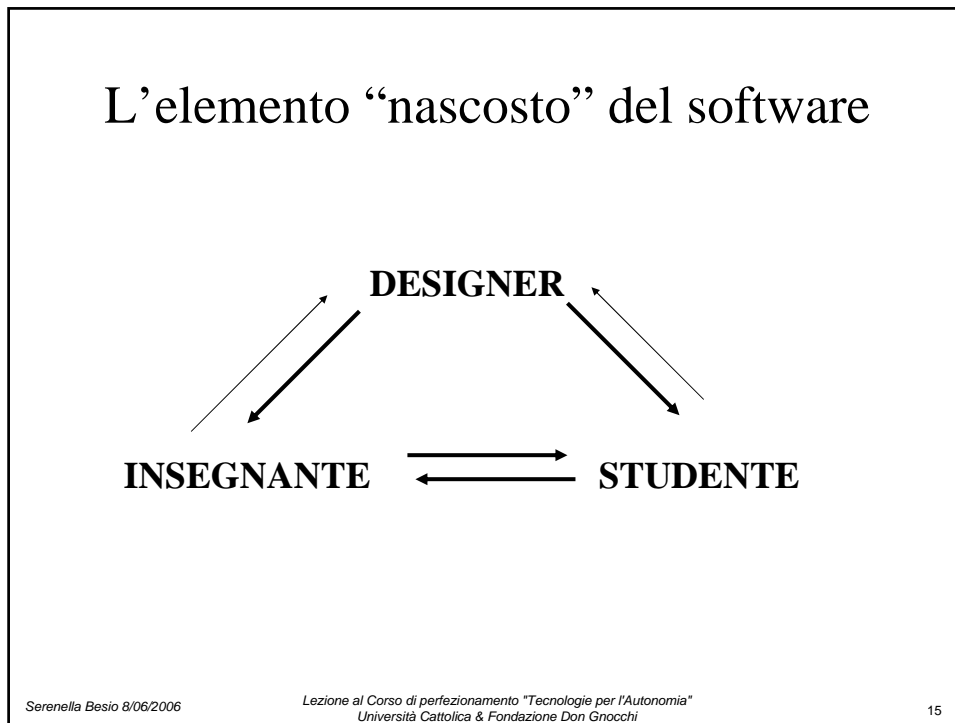 L’elemento “nascosto” del software
DESIGNER
INSEGNANTE
STUDENTE
Serenella Besio 8/06/2006
Lezione al Corso di perfezionamento "Tecnologie per l'Autonomia"
Università Cattolica & Fondazione Don Gnocchi
15